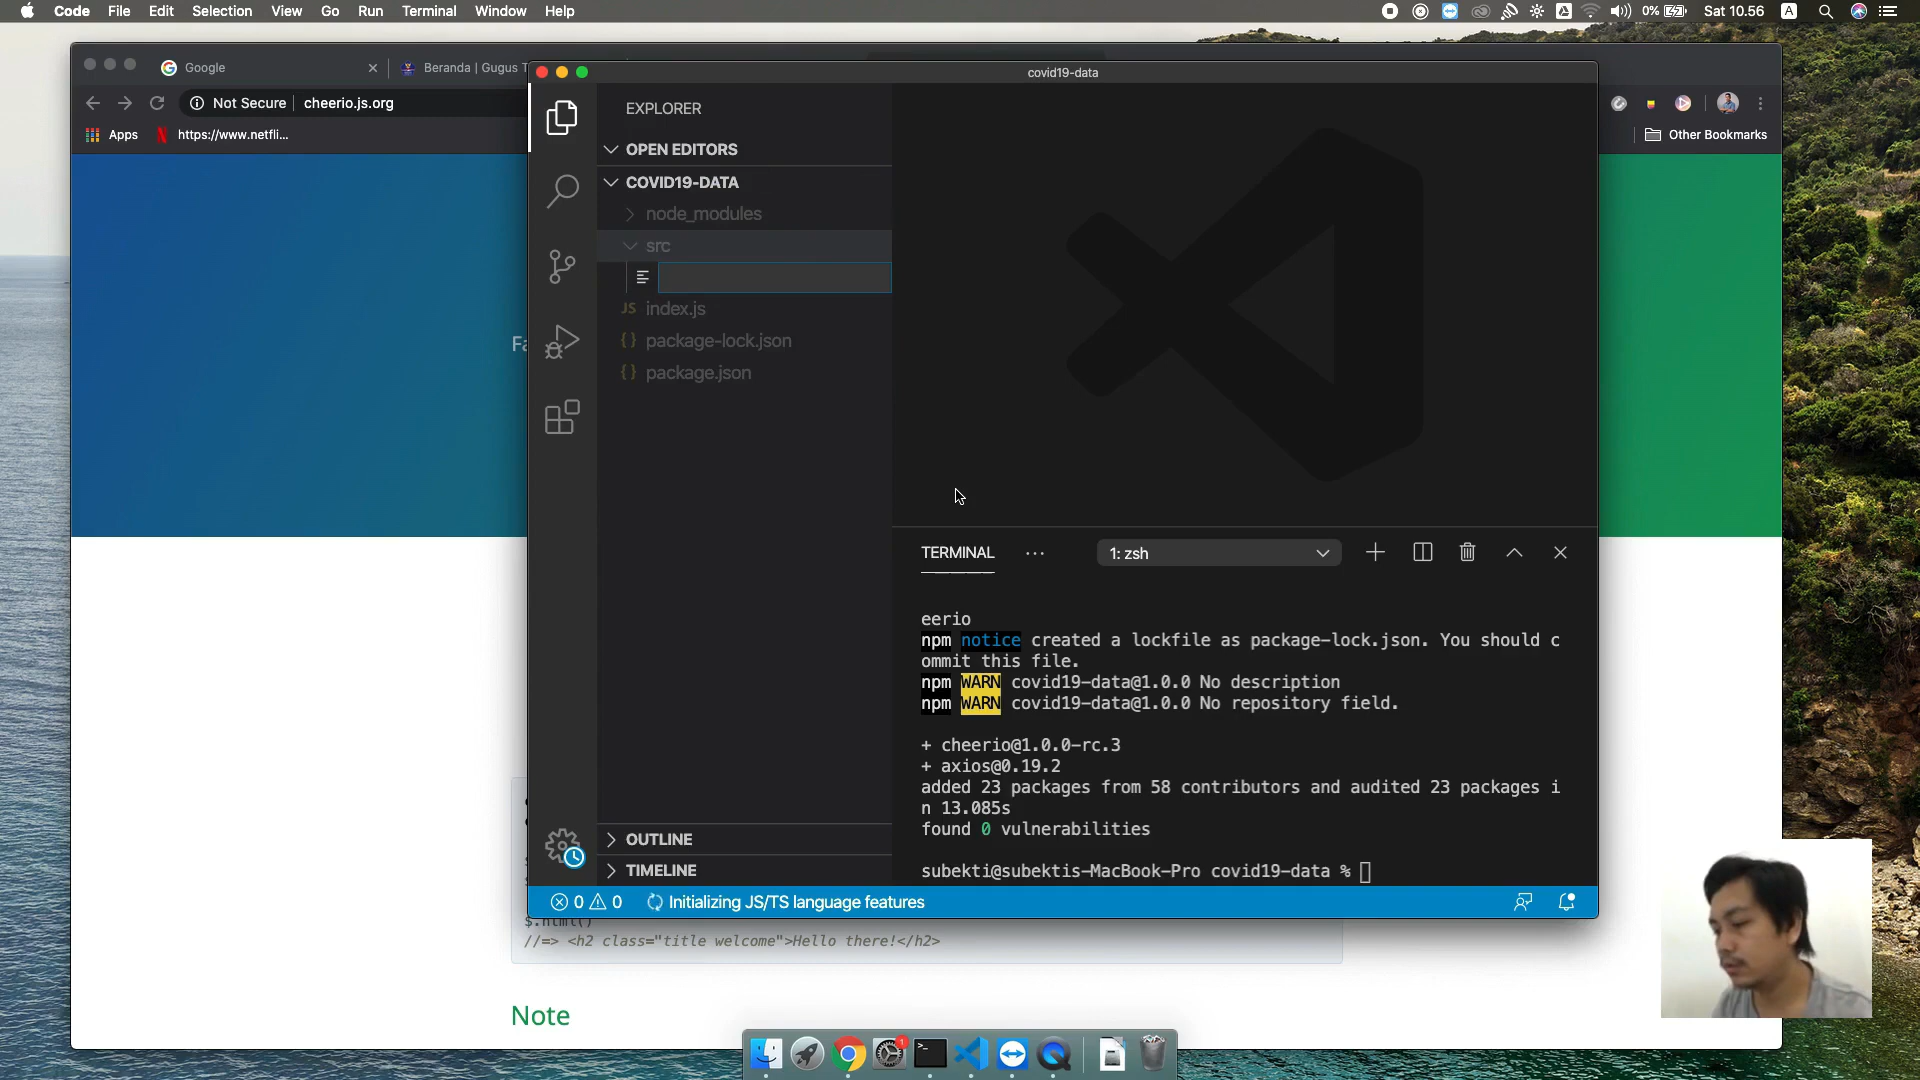 Code File Edit Selection View Go Run Terminal Window Help
0% Sat 10.56 A
Google
Beranda | Gugus T
covid19-data
Not Secure cheerio.js.org
Apps
https://www.netfli...
Other Bookmarks
EXPLORER
OPEN EDITORS
COVID19-DATA
node_modules
src
JS index.js
{} package-lock.json
{} package.json
Fa
TERMINAL ...
1: zsh
eerio
npm notice created a lockfile as package-lock.json. You should c
ommit this file.
npm WARN covid19-data@1.0.0 No description
npm WARN covid19-data@1.0.0 No repository field.
+ cheerio@1.0.0-rc.3
+ axios@0.19.2
added 23 packages from 58 contributors and audited 23 packages i
n 13.085s
found 0 vulnerabilities
subekti@subektis-MacBook-Pro covid19-data %
OUTLINE
TIMELINE
0 0 Initializing JS/TS language features
$.html()
//=> <h2 class="title welcome">Hello there!</h2>
Note
1